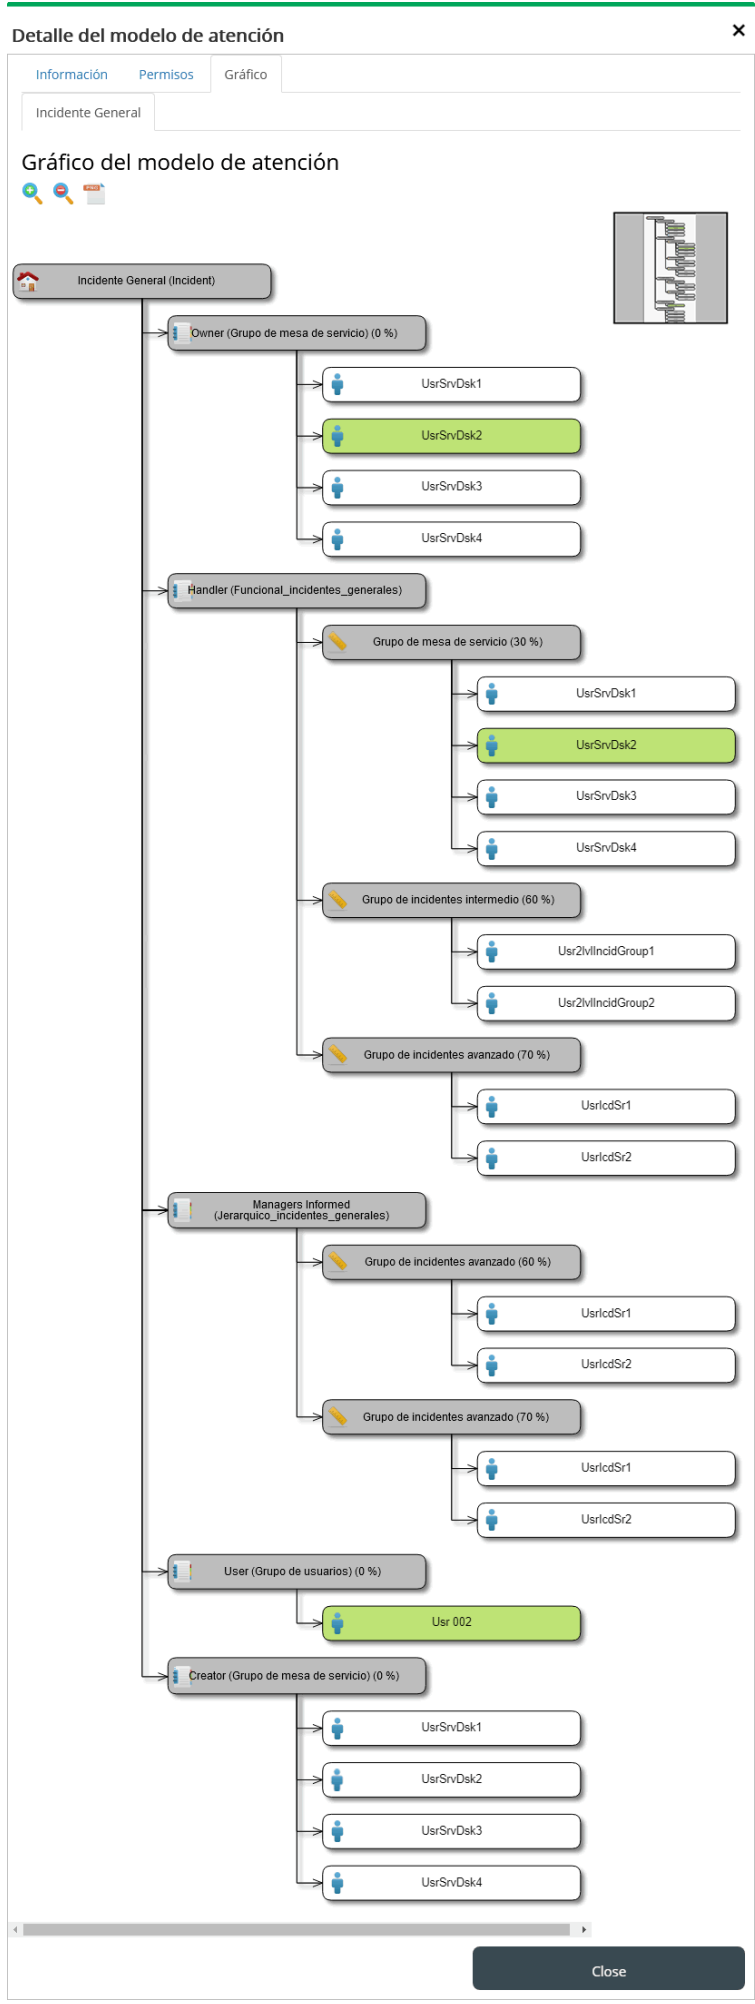 Detalle del modelo de atención
Información
Permisos
Gráfico
Incidente General
Gráfico del modelo de atención
PNG
Incidente General (Incident)
Owner (Grupo de mesa de servicio) (0 %)
UsrSrvDsk1
UsrSrvDsk2
UsrSrvDsk3
UsrSrvDsk4
Handler (Funcional_incidentes_generales)
Grupo de mesa de servicio (30 %)
UsrSrvDsk1
UsrSrvDsk2
UsrSrvDsk3
UsrSrvDsk4
Grupo de incidentes intermedio (60 %)
Usr2lvlIncidGroup1
Usr2lvlIncidGroup2
Grupo de incidentes avanzado (70 %)
UsrIcdSr1
UsrIcdSr2
Managers Informed
(Jerarquico_incidentes_generales)
Grupo de incidentes avanzado (60 %)
UsrIcdSr1
UsrIcdSr2
Grupo de incidentes avanzado (70 %)
UsrIcdSr1
UsrIcdSr2
User (Grupo de usuarios) (0 %)
Usr 002
Creator (Grupo de mesa de servicio) (0 %)
UsrSrvDsk1
UsrSrvDsk2
UsrSrvDsk3
UsrSrvDsk4
Close